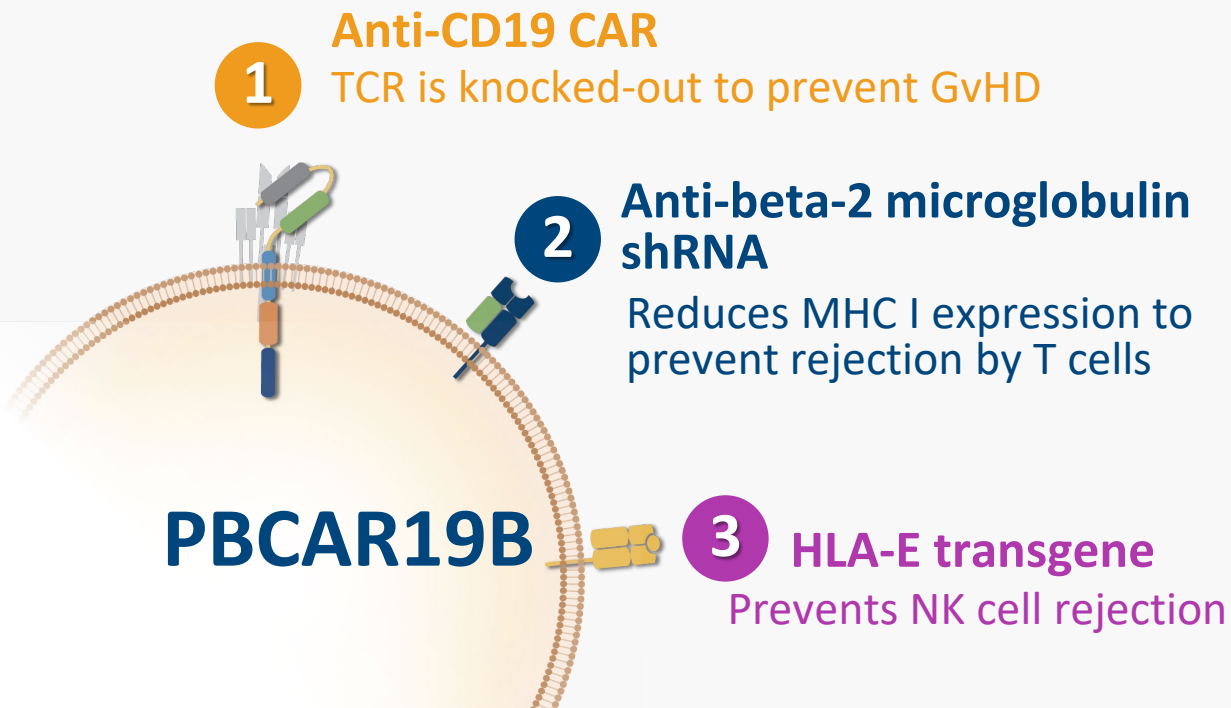 1
Anti-CD19 CAR
TCR is knocked-out to prevent GvHD
2
Anti-beta-2 microglobulin
shRNA
Reduces MHC I expression to
prevent rejection by T cells
PBCAR19B
3
HLA-E transgene
Prevents NK cell rejection